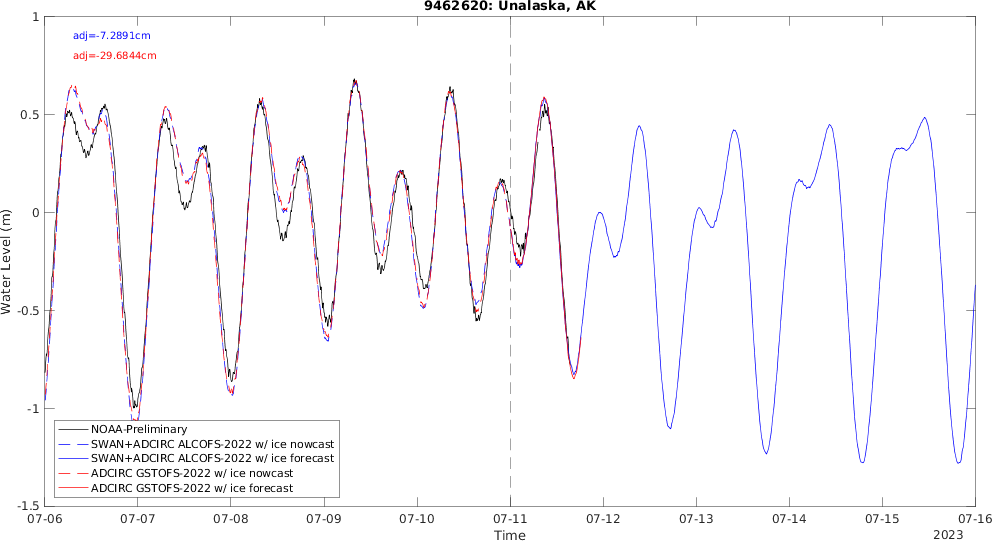 9462620: Unalaska, AK
adj=-7.2891cm
adj=-29.6844cm
Water Level (m)
1
0.5
0
-0.5
-1
-1.5
NOAA-Preliminary
SWAN+ADCIRC ALCOFS-2022 w/ ice nowcast
SWAN+ADCIRC ALCOFS-2022 w/ ice forecast
ADCIRC GSTOFS-2022 w/ ice nowcast
ADCIRC GSTOFS-2022 w/ ice forecast
07-06 07-07 07-08 07-09 07-10 07-11 07-12 07-13 07-14 07-15 07-16
Time
2023